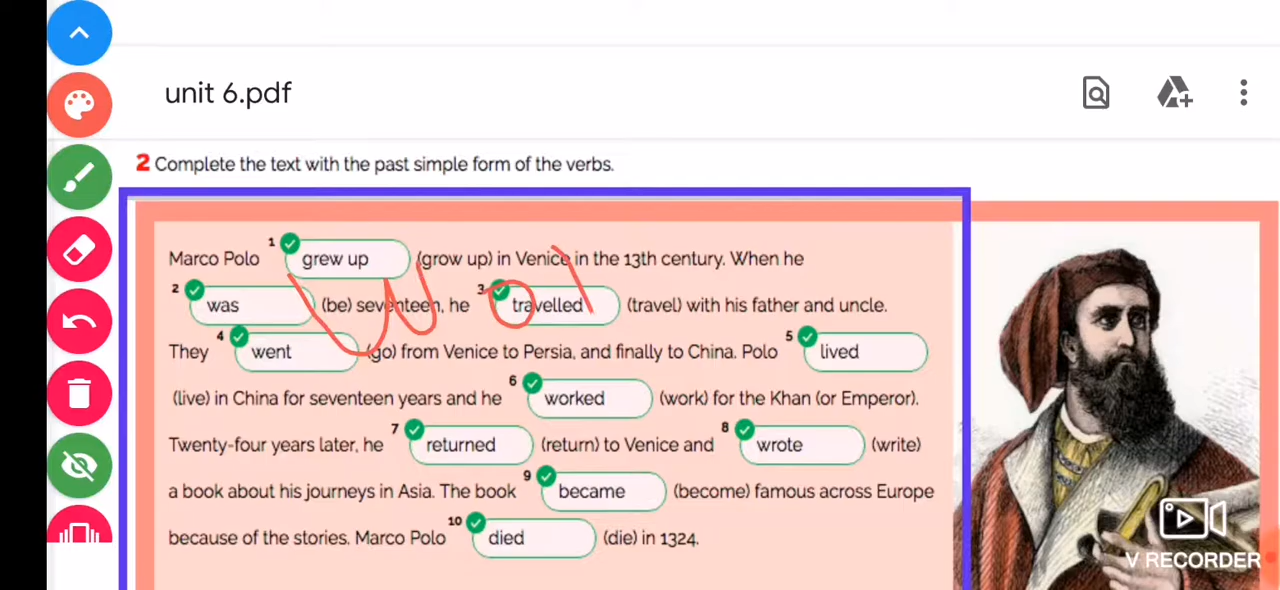 unit 6.pdf
2 Complete the text with the past simple form of the verbs.
Marco Polo 1 grew up (grow up) in Venice in the 13th century. When he
2 was (be) seventeen, he 3 travelled (travel) with his father and uncle.
They 4 went (go) from Venice to Persia, and finally to China. Polo 5 lived
(live) in China for seventeen years and he 6 worked (work) for the Khan (or Emperor).
Twenty-four years later, he 7 returned (return) to Venice and 8 wrote (write)
a book about his journeys in Asia. The book 9 became (become) famous across Europe
because of the stories. Marco Polo 10 died (die) in 1324.
V RECORDER